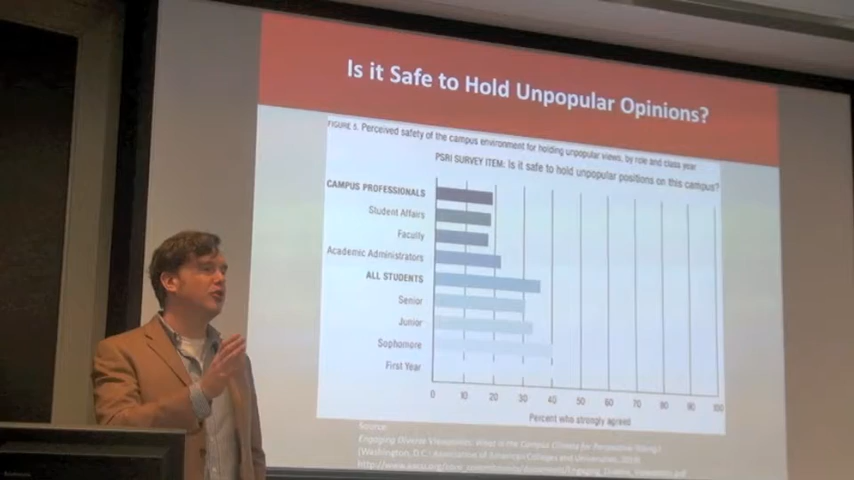 Is it Safe to Hold Unpopular Opinions?
FIGURE 5. Perceived safety of the campus environment for holding unpopular views, by role and class year
PSRI SURVEY ITEM: Is it safe to hold unpopular positions on this campus?
CAMPUS PROFESSIONALS
Student Affairs
Faculty
Academic Administrators
ALL STUDENTS
Senior
Junior
Sophomore
First Year
0 10 20 30 40 50 60 70 80 90 100
Percent who strongly agreed
Source:
Engaging Diverse Viewpoints: What is the Campus Climate for Perspective-Taking?
(Washington, D.C.: Association of American Colleges and Universities,